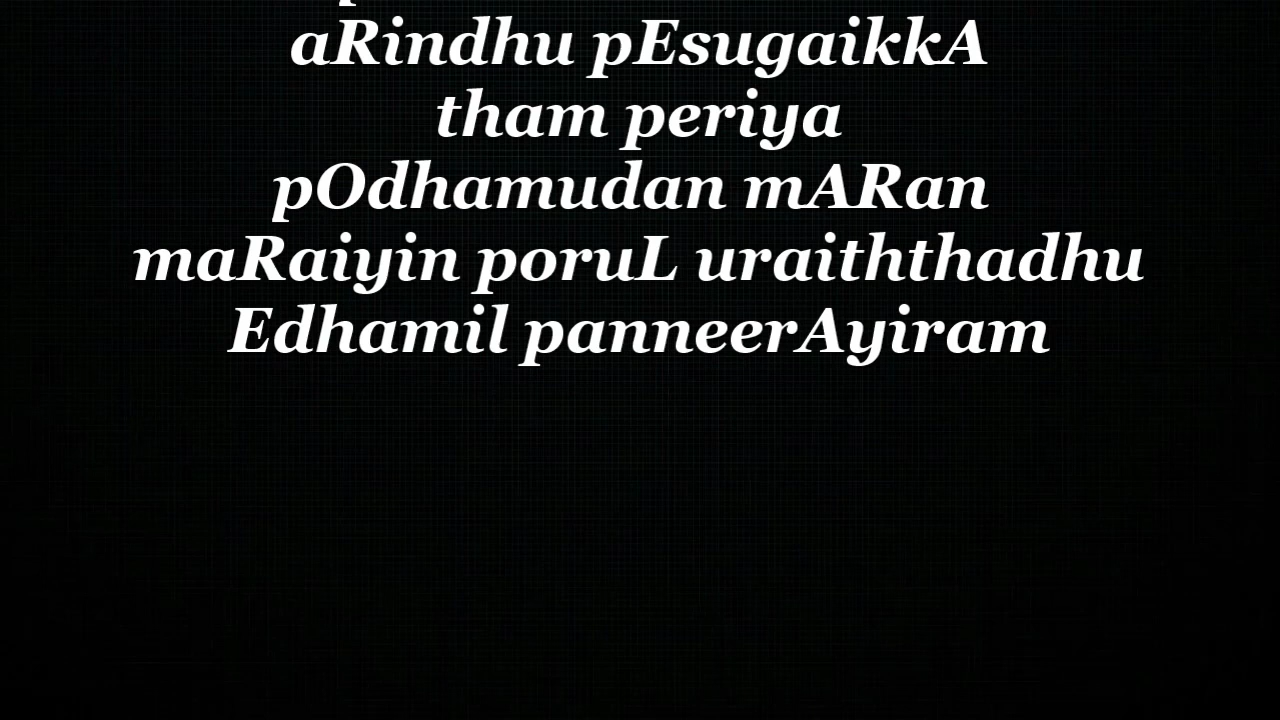 aRindhu pEsugaikkA
tham periya
pOdhamudan mARan
maRaiyin poruL uraiththadhu
Edhamil panneerAyiram